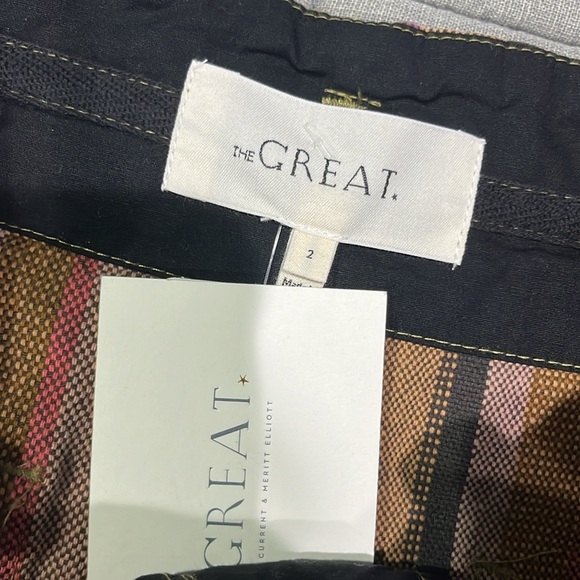 THE GREAT.
2
GREAT.
CURRENT & MERITT ELLIOTT